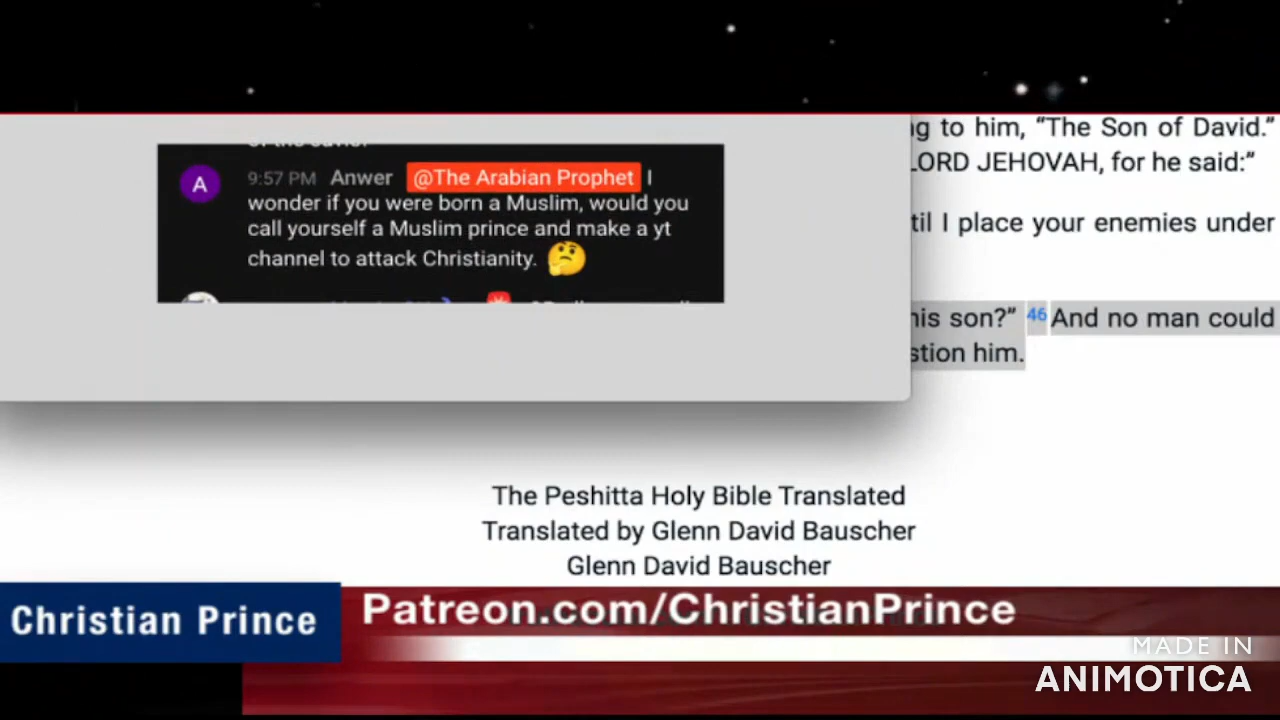 9:57 PM Anwer @The Arabian Prophet I
wonder if you were born a Muslim, would you
call yourself a Muslim prince and make a yt
channel to attack Christianity. 🤔
A
to him, “The Son of David.”
LORD JEHOVAH, for he said:”
I place your enemies under
son?” 46 And no man could
him.
The Peshitta Holy Bible Translated
Translated by Glenn David Bauscher
Glenn David Bauscher
Christian Prince
Patreon.com/ChristianPrince
MADE IN
ANIMOTICA